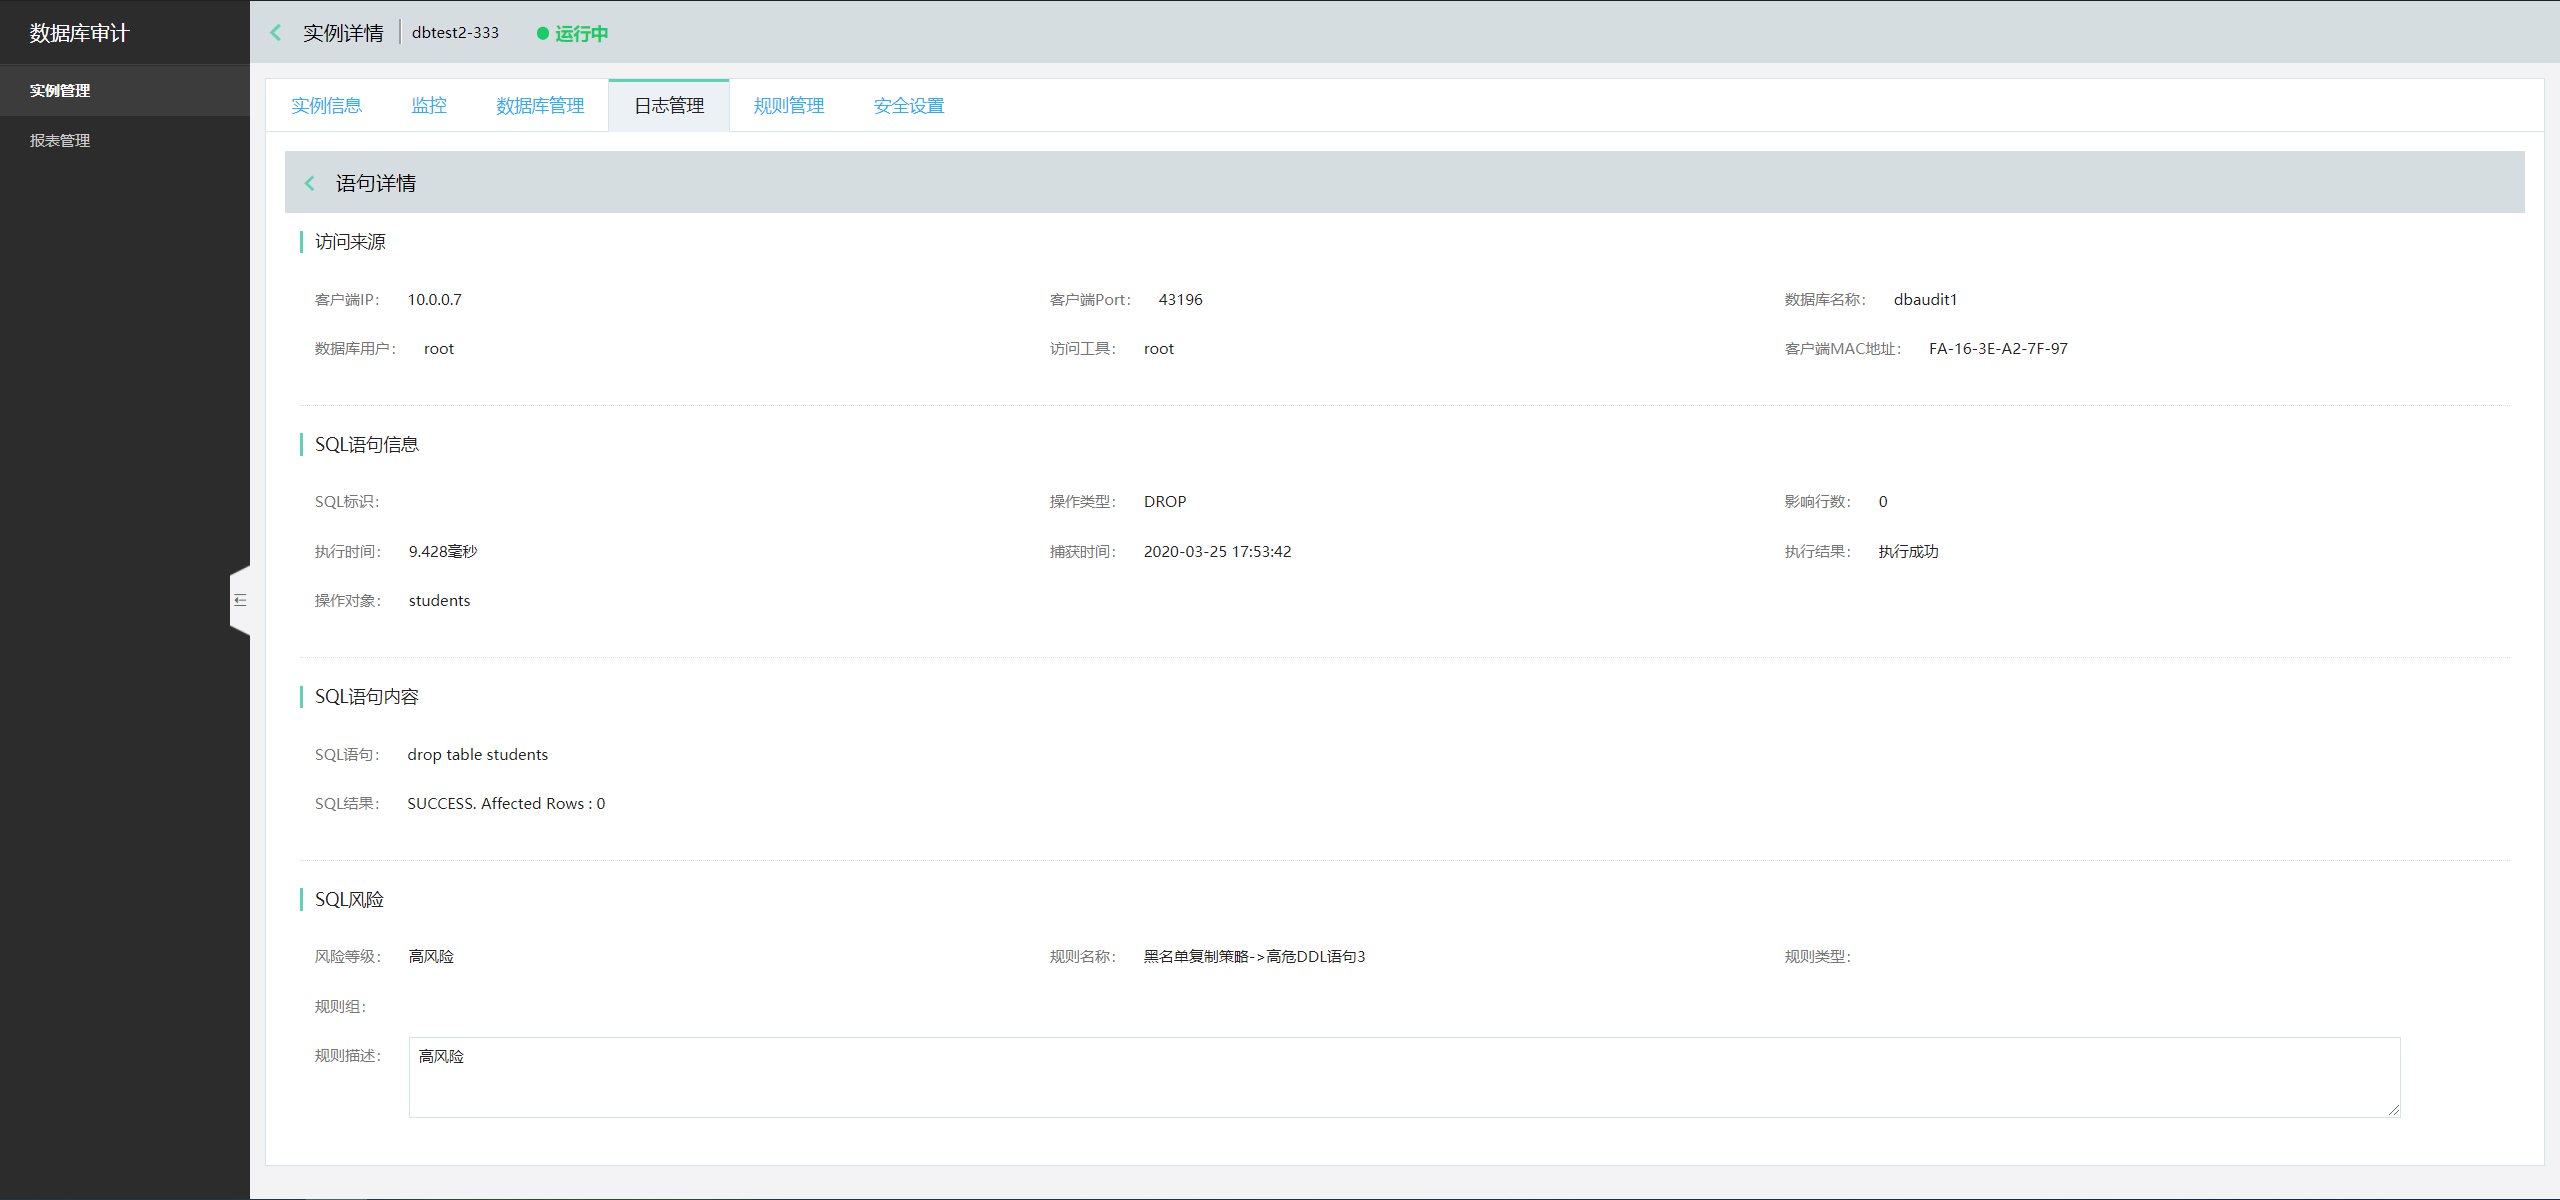 数据库审计
实例管理
报表管理
实例详情 dbtest2-333 运行中
实例信息 监控 数据库管理 日志管理 规则管理 安全设置
语句详情
访问来源
客户端IP： 10.0.0.7 客户端Port： 43196 数据库名称： dbaudit1
数据库用户： root 访问工具： root 客户端MAC地址： FA-16-3E-A2-7F-97
SQL语句信息
SQL标识： 操作类型： DROP 影响行数： 0
执行时间： 9.428毫秒 捕获时间： 2020-03-25 17:53:42 执行结果： 执行成功
操作对象： students
SQL语句内容
SQL语句： drop table students
SQL结果： SUCCESS. Affected Rows : 0
SQL风险
风险等级： 高风险 规则名称： 黑名单复制策略->高危DDL语句3 规则类型：
规则组：
规则描述： 高风险